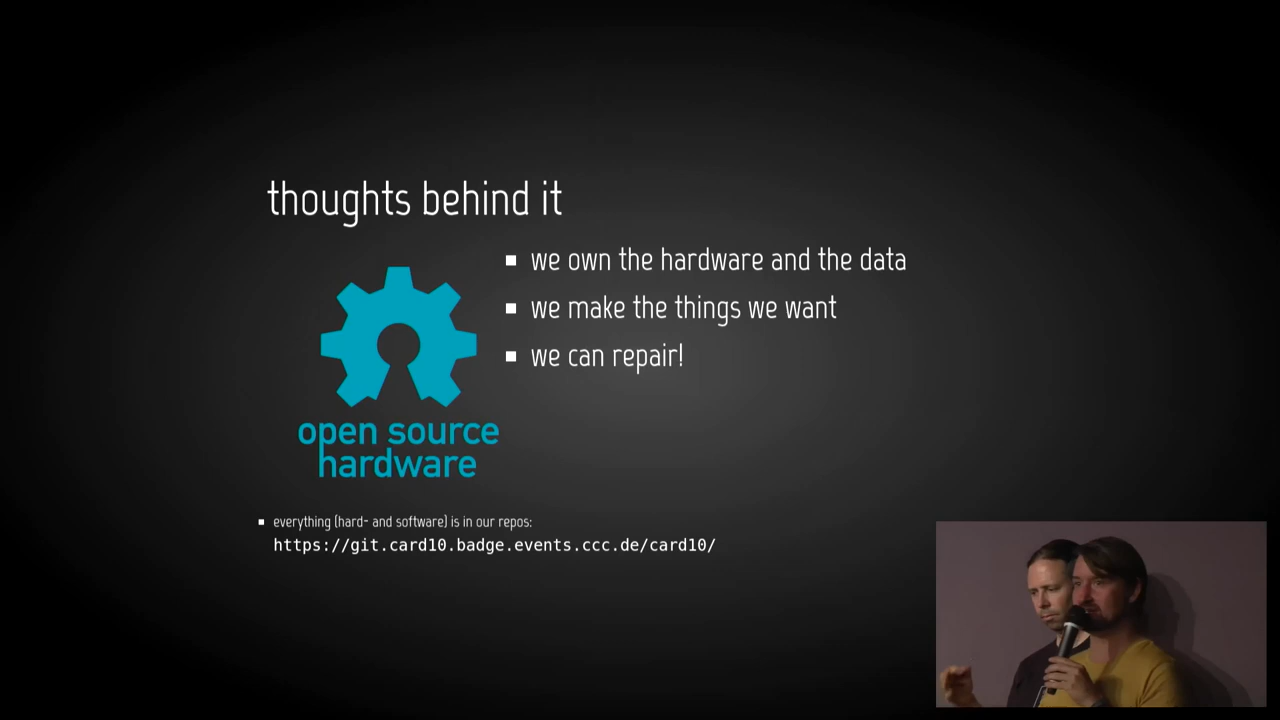 thoughts behind it
we own the hardware and the data
we make the things we want
we can repair!
open source
hardware
everything (hard- and software) is in our repos:
https://git.card10.badge.events.ccc.de/card10/